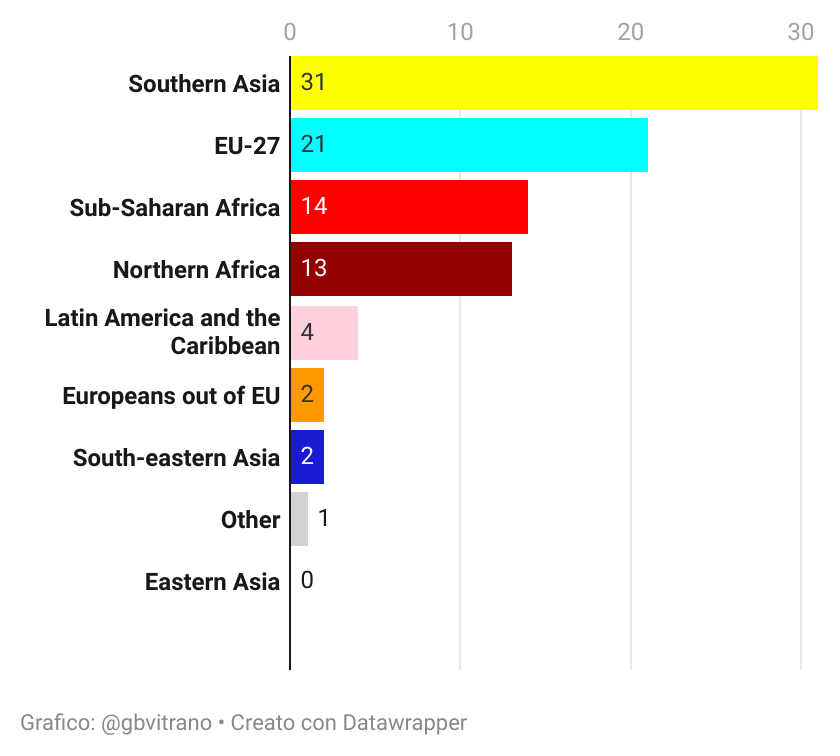 0 10 20 30
Southern Asia 31
EU-27 21
Sub-Saharan Africa 14
Northern Africa 13
Latin America and the
Caribbean 4
Europeans out of EU 2
South-eastern Asia 2
Other 1
Eastern Asia 0
Grafico: @gbvitrano • Creato con Datawrapper